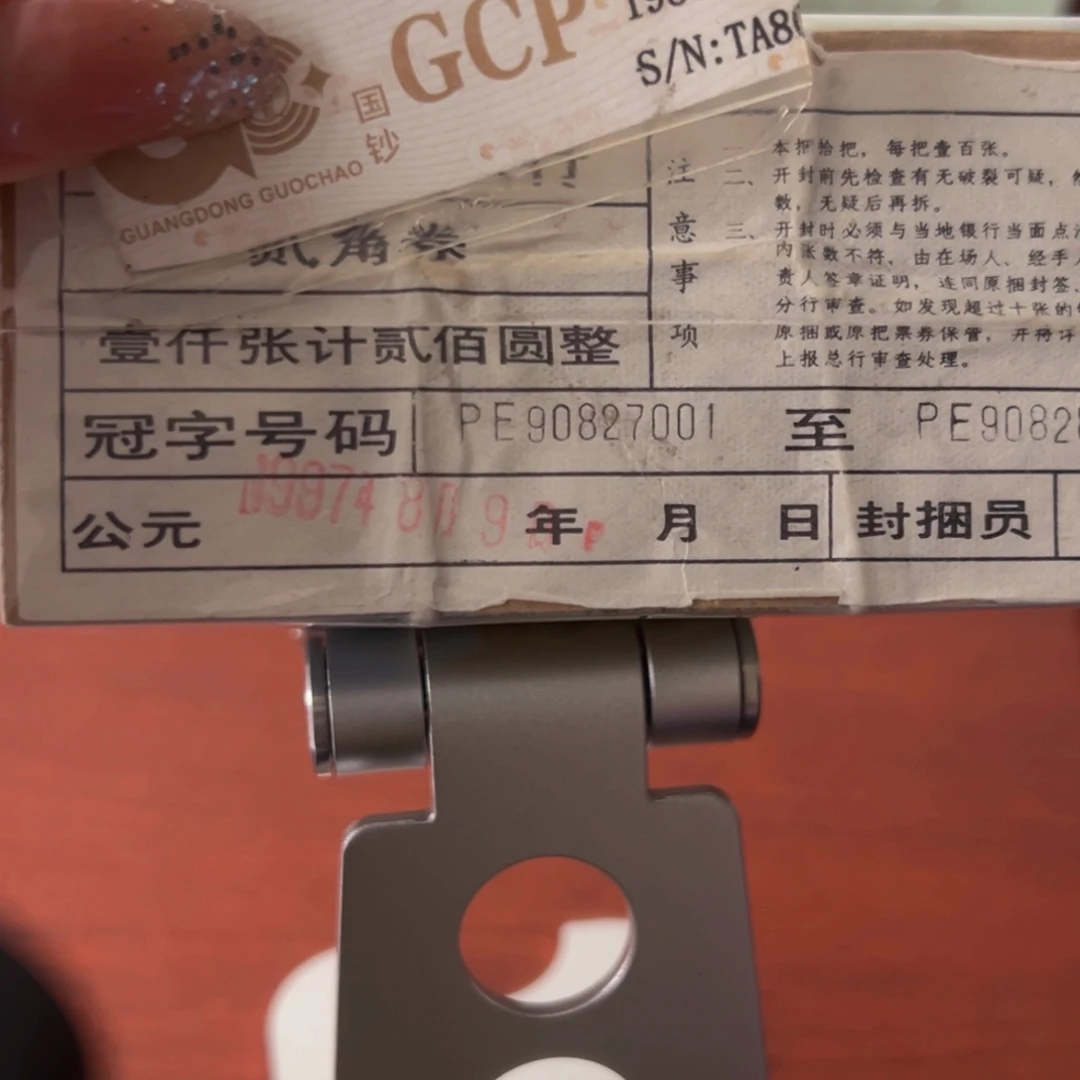 GCP
198
S/N:TA80
国
钞
GUANGDONG GUOCHAO
贰角券
壹仟张计贰佰圆整
注意事项
一、本捆拾把，每把壹百张。
二、开封前先检查有无破裂可疑，
数，无疑后再拆。
三、开封时必须与当地银行当面点
内张数不符，由在场人、经手人
责人签章证明，连同原捆封签、
分行审查。如发现超过十张的
原捆或原把票券保管，开
上报总行审查处理。
冠字号码 PE90827001 至 PE9082
公元 年 月 日 封捆员